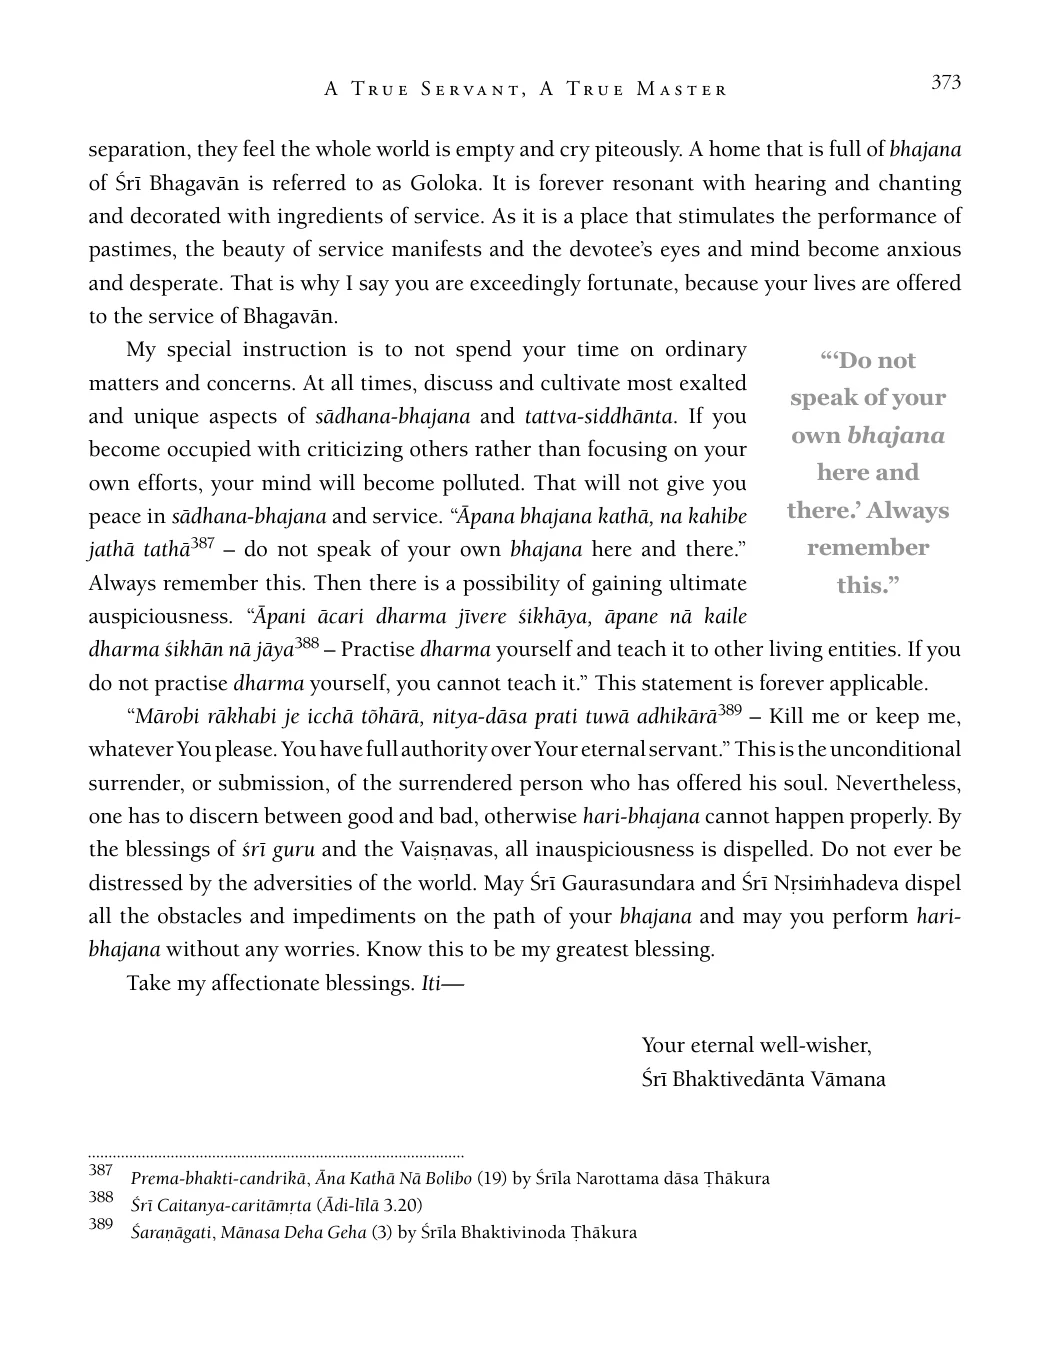 A True Servant, A True Master 373
separation, they feel the whole world is empty and cry piteously. A home that is full of bhajana
of Śrī Bhagavān is referred to as Goloka. It is forever resonant with hearing and chanting
and decorated with ingredients of service. As it is a place that stimulates the performance of
pastimes, the beauty of service manifests and the devotee’s eyes and mind become anxious
and desperate. That is why I say you are exceedingly fortunate, because your lives are offered
to the service of Bhagavān.
My special instruction is to not spend your time on ordinary
matters and concerns. At all times, discuss and cultivate most exalted
and unique aspects of sādhana-bhajana and tattva-siddhānta. If you
become occupied with criticizing others rather than focusing on your
own efforts, your mind will become polluted. That will not give you
peace in sādhana-bhajana and service. “Āpana bhajana kathā, na kahibe
jathā tathā387 – do not speak of your own bhajana here and there.”
Always remember this. Then there is a possibility of gaining ultimate
auspiciousness. “Āpani ācari dharma jīvere śikhāya, āpane nā kaile
dharma śikhān nā jāya388 – Practise dharma yourself and teach it to other living entities. If you
do not practise dharma yourself, you cannot teach it.” This statement is forever applicable.
“‘Do not
speak of your
own bhajana
here and
there.’ Always
remember
this.”
“Mārobi rākhabi je icchā tōhārā, nitya-dāsa prati tuwā adhikārā389 – Kill me or keep me,
whatever You please. You have full authority over Your eternal servant.” This is the unconditional
surrender, or submission, of the surrendered person who has offered his soul. Nevertheless,
one has to discern between good and bad, otherwise hari-bhajana cannot happen properly. By
the blessings of śrī guru and the Vaiṣṇavas, all inauspiciousness is dispelled. Do not ever be
distressed by the adversities of the world. May Śrī Gaurasundara and Śrī Nṛsiṁhadeva dispel
all the obstacles and impediments on the path of your bhajana and may you perform hari-
bhajana without any worries. Know this to be my greatest blessing.
Take my affectionate blessings. Iti—
Your eternal well-wisher,
Śrī Bhaktivedānta Vāmana
387 Prema-bhakti-candrikā, Āna Kathā Nā Bolibo (19) by Śrīla Narottama dāsa Ṭhākura
388 Śrī Caitanya-caritāmṛta (Ādi-līlā 3.20)
389 Śaraṇāgati, Mānasa Deha Geha (3) by Śrīla Bhaktivinoda Ṭhākura